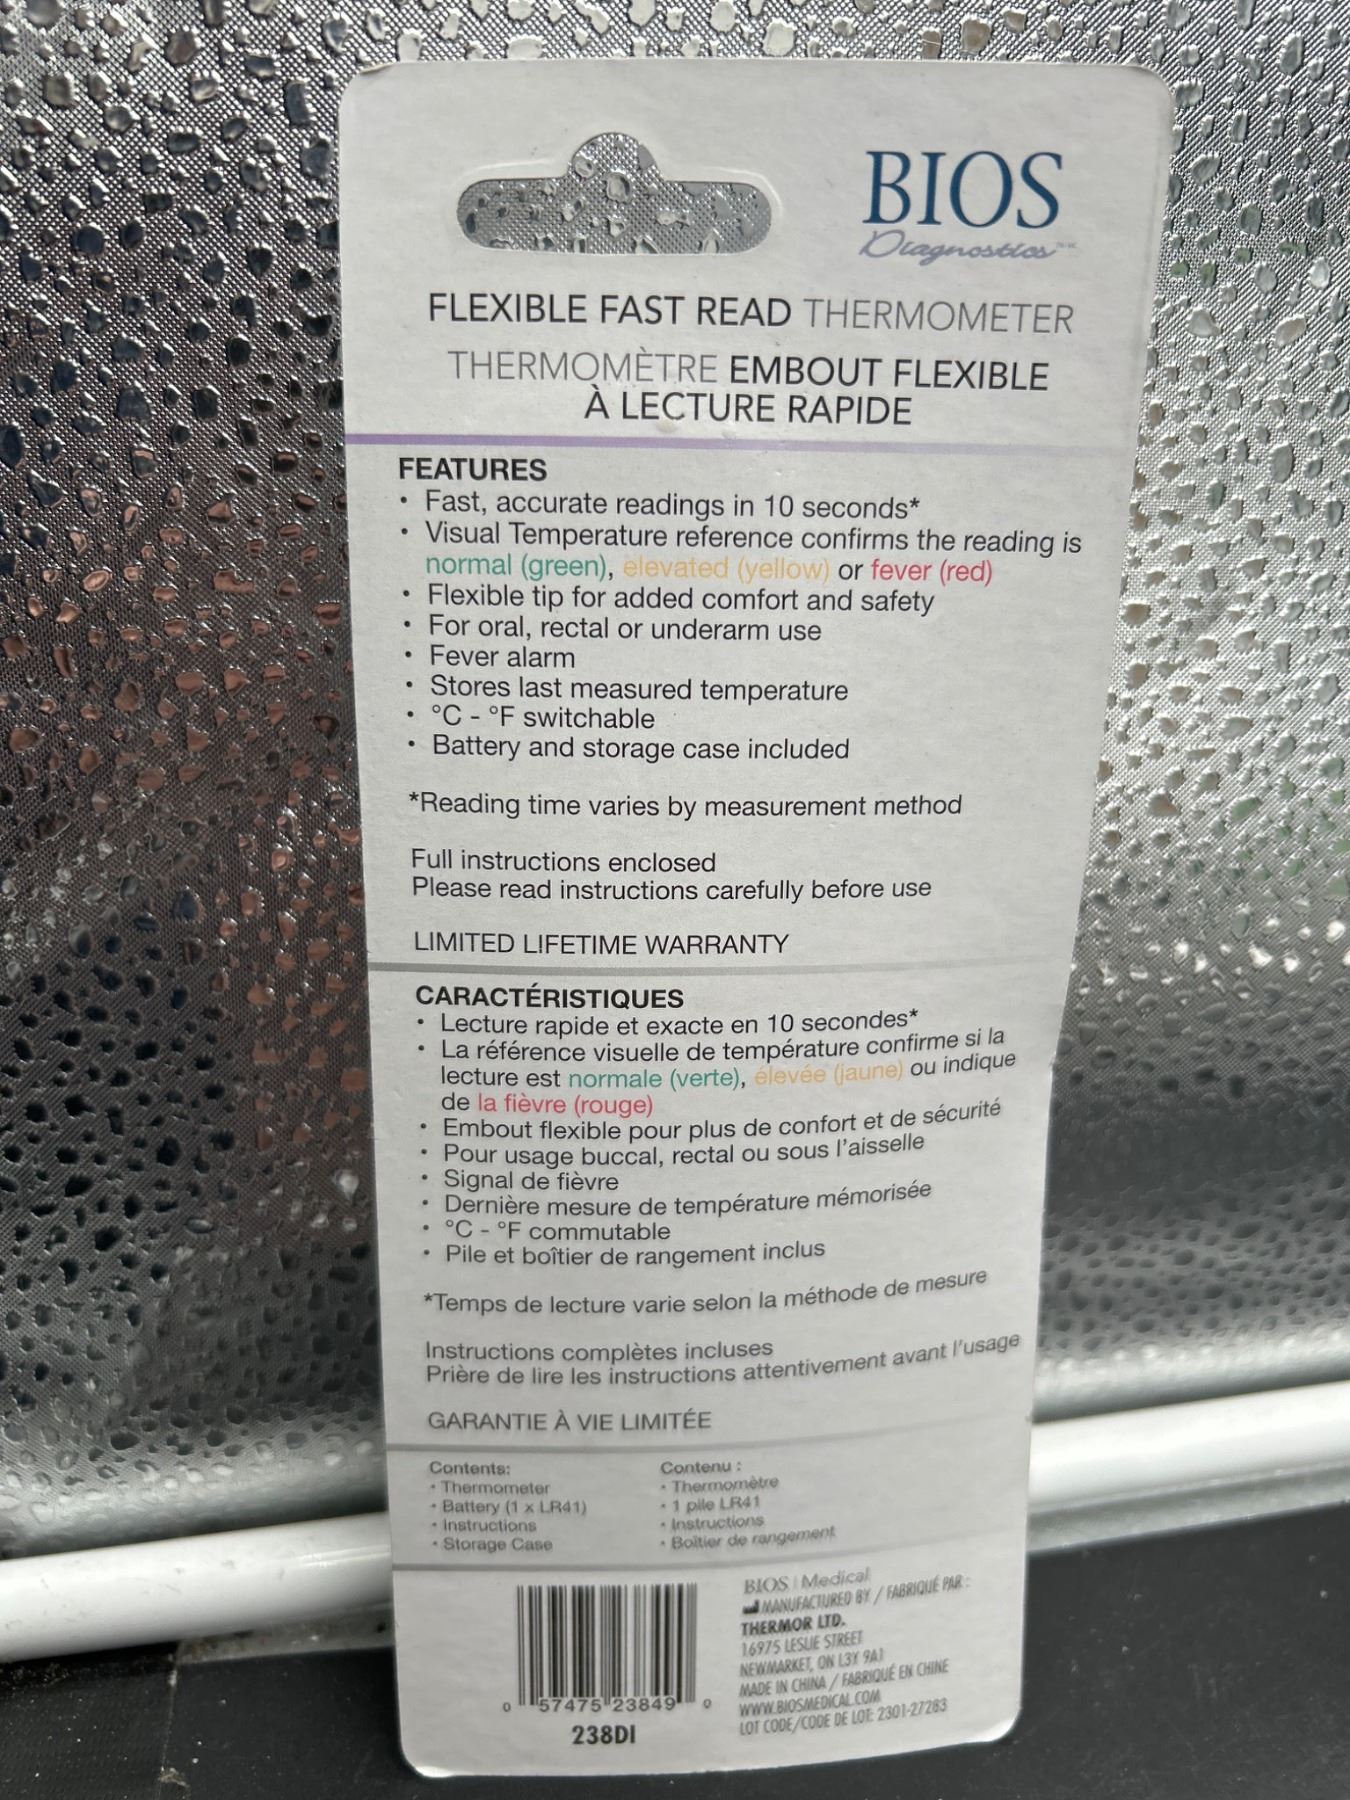 BIOS
Diagnostics
FLEXIBLE FAST READ THERMOMETER
THERMOMÈTRE EMBOUT FLEXIBLE
À LECTURE RAPIDE
FEATURES
• Fast, accurate readings in 10 seconds*
• Visual Temperature reference confirms the reading is
normal (green), elevated (yellow) or fever (red)
• Flexible tip for added comfort and safety
• For oral, rectal or underarm use
• Fever alarm
• Stores last measured temperature
• °C - °F switchable
• Battery and storage case included
*Reading time varies by measurement method
Full instructions enclosed
Please read instructions carefully before use
LIMITED LIFETIME WARRANTY
CARACTÉRISTIQUES
• Lecture rapide et exacte en 10 secondes*
• La référence visuelle de température confirme si la
lecture est normale (verte), élevée (jaune) ou indique
de la fièvre (rouge)
• Embout flexible pour plus de confort et de sécurité
• Pour usage buccal, rectal ou sous l'aisselle
• Signal de fièvre
• Dernière mesure de température mémorisée
• °C - °F commutable
• Pile et boîtier de rangement inclus
*Temps de lecture varie selon la méthode de mesure
Instructions complètes incluses
Prière de lire les instructions attentivement avant l'usage
GARANTIE À VIE LIMITÉE
Contents:
• Thermometer
• Battery (1 x LR41)
• Instructions
• Storage Case
Contenu :
• Thermomètre
• 1 pile LR41
• Instructions
• Boîtier de rangement
0 57475 23849 0
238DI
BIOS | Medical
MANUFACTURED BY / FABRIQUÉ PAR :
THERMOR LTD.
16975 LESLIE STREET
NEWMARKET, ON L3Y 9A1
MADE IN CHINA / FABRIQUÉ EN CHINE
WWW.BIOSMEDICAL.COM
LOT CODE/CODE DE LOT: 2301-27283